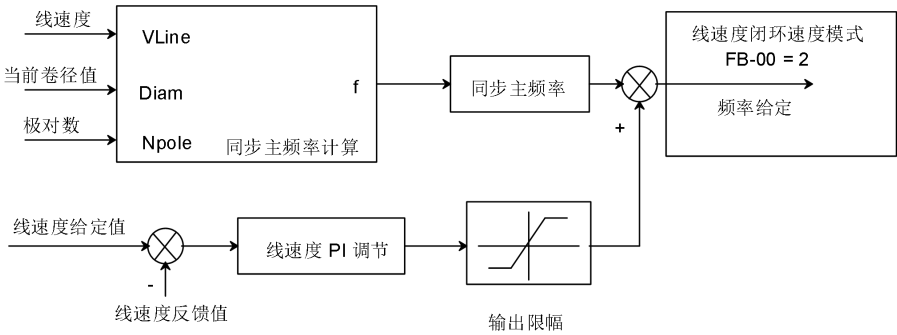 线速度
VLine
当前卷径值
Diam
极对数
Npole
f
同步主频率计算
同步主频率
+
线速度闭环速度模式
FB-00 = 2
频率给定
线速度给定值
-
线速度反馈值
线速度 PI 调节
输出限幅